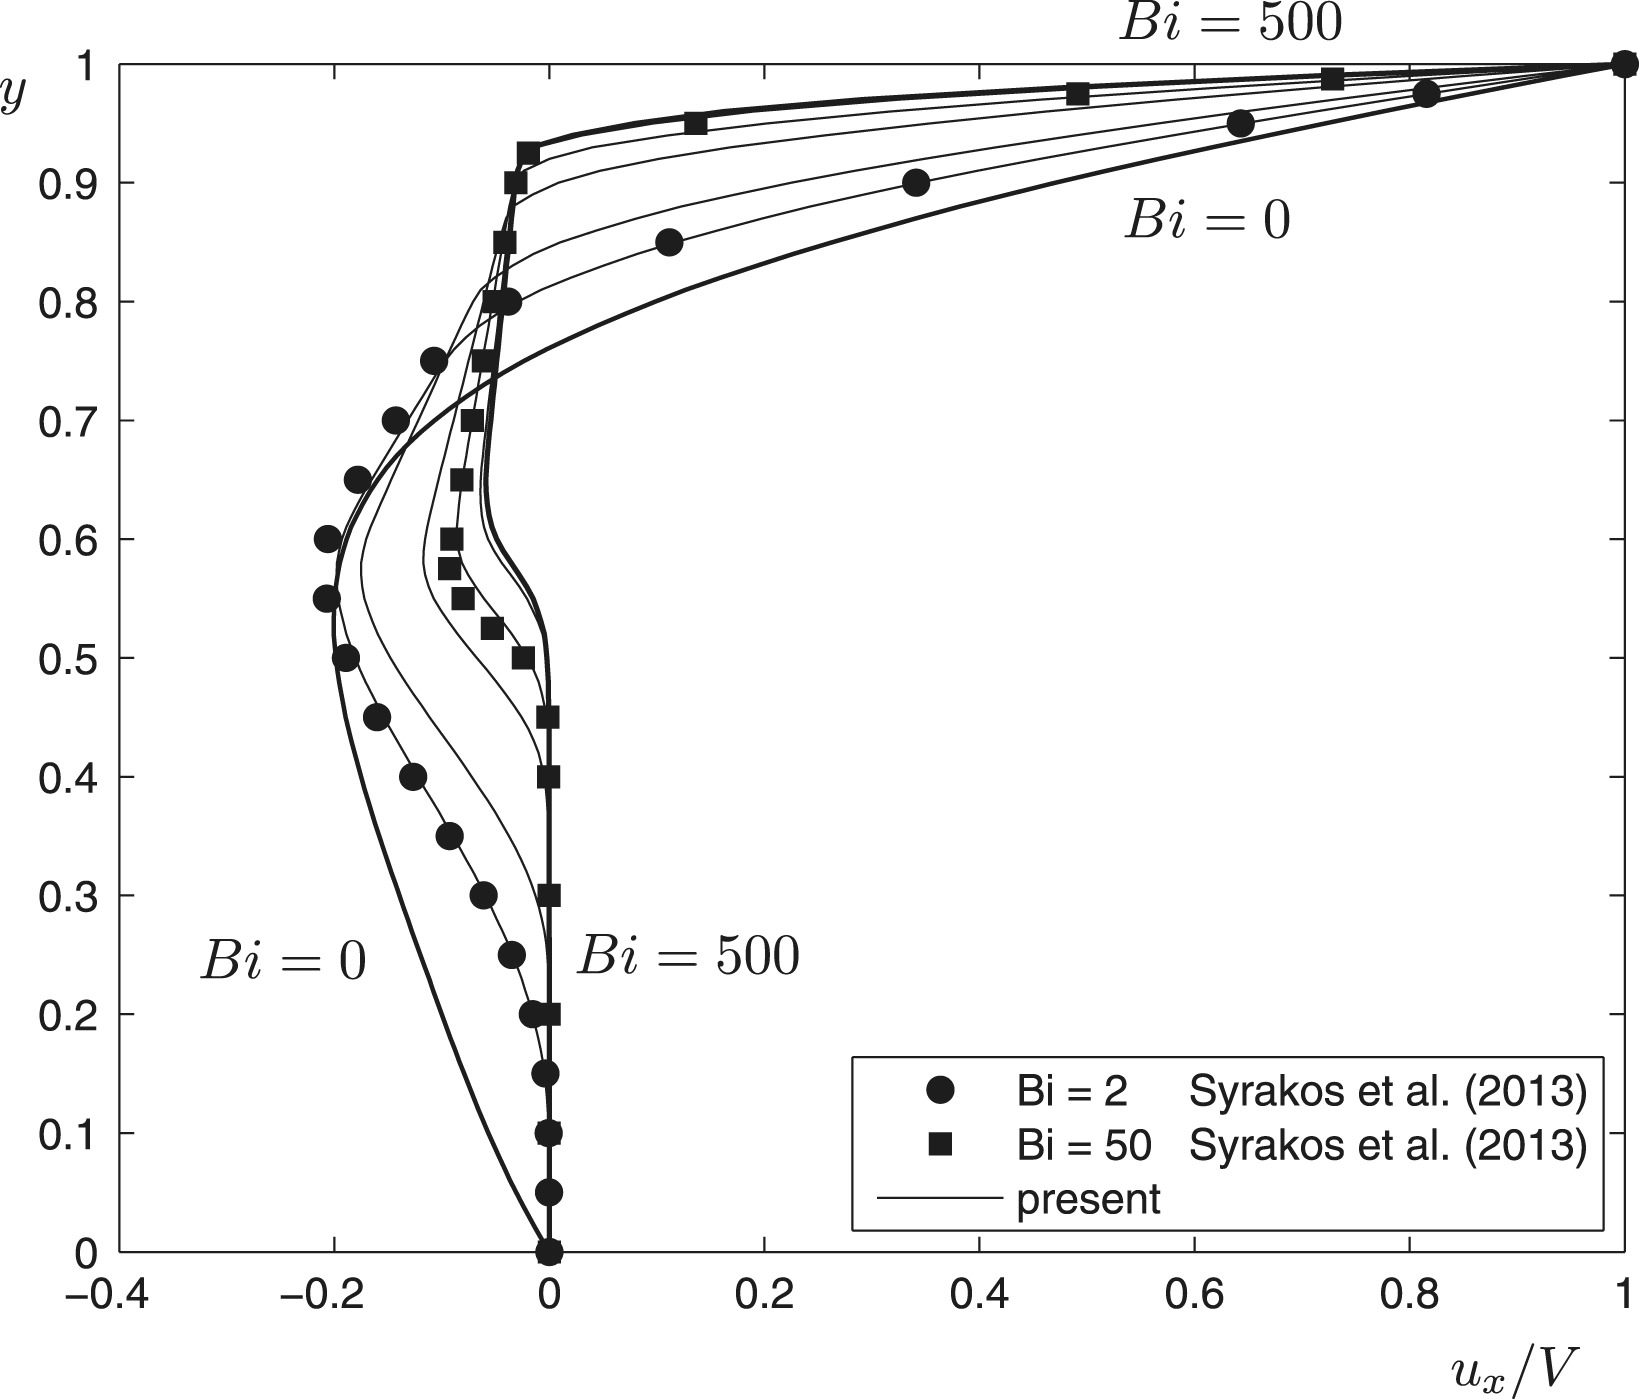 Bi = 500
y
1
0.9
0.8
0.7
0.6
0.5
0.4
0.3
0.2
0.1
0
Bi = 0
Bi = 0
Bi = 500
Bi = 2 Syrakos et al. (2013)
Bi = 50 Syrakos et al. (2013)
present
−0.4 −0.2 0 0.2 0.4 0.6 0.8 1
uₓ/V